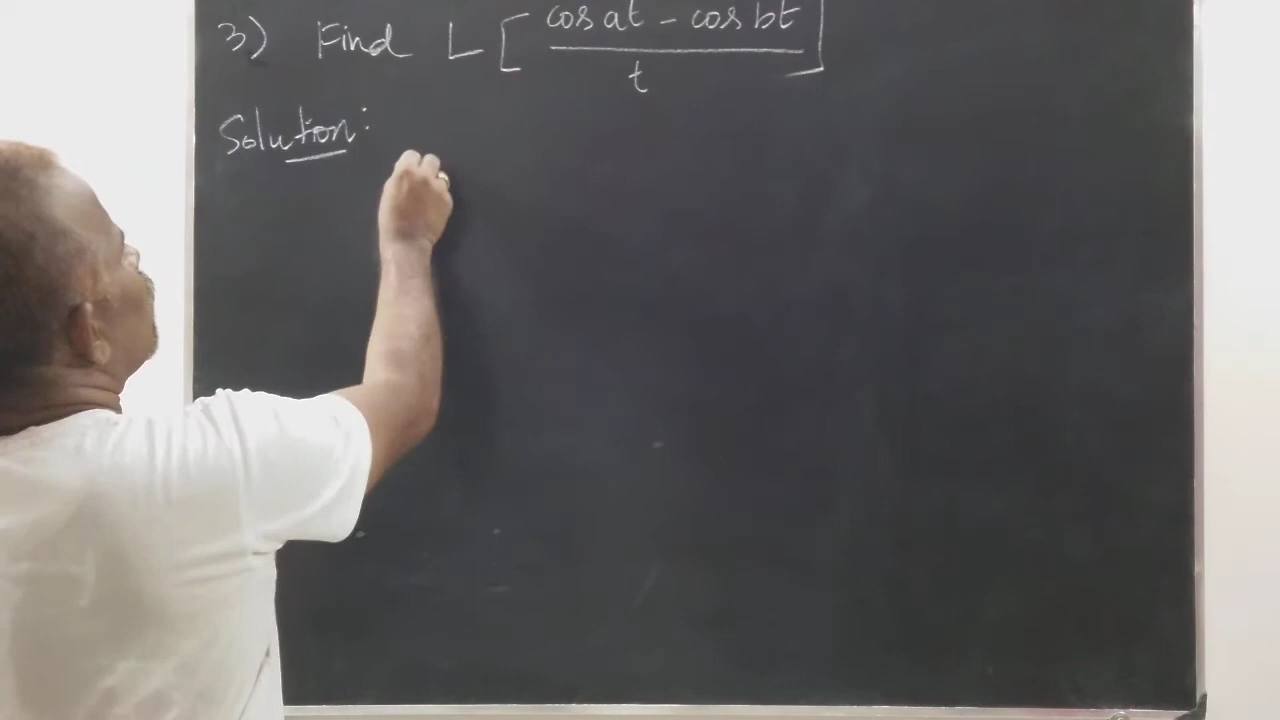 3) Find L [ cos at - cos bt / t ]
Solution: